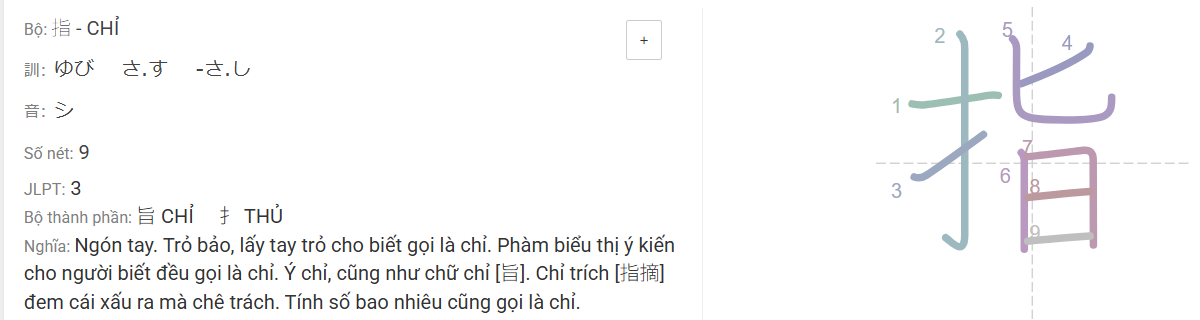 Bộ: 指 - CHỈ
+
訓: ゆび さ.す -さ.し
音: シ
Số nét: 9
JLPT: 3
Bộ thành phần: 旨 CHỈ 扌 THỦ
Nghĩa: Ngón tay. Trỏ bảo, lấy tay trỏ cho biết gọi là chỉ. Phàm biểu thị ý kiến
cho người biết đều gọi là chỉ. Ý chỉ, cũng như chữ chỉ [旨]. Chỉ trích [指摘]
đem cái xấu ra mà chê trách. Tính số bao nhiêu cũng gọi là chỉ.
指
1
2
3
4
5
6
7
8
9